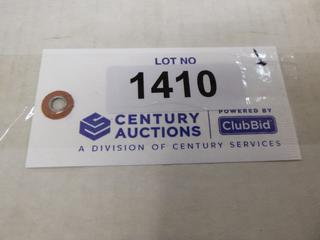 LOT NO
1410
CENTURY
AUCTIONS
POWERED BY
ClubBid
A DIVISION OF CENTURY SERVICES